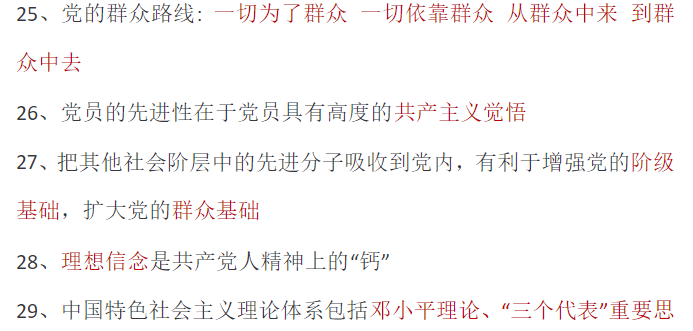 25、党的群众路线: 一切为了群众 一切依靠群众 从群众中来 到群
众中去
26、党员的先进性在于党员具有高度的共产主义觉悟
27、把其他社会阶层中的先进分子吸收到党内，有利于增强党的阶级
基础，扩大党的群众基础
28、理想信念是共产党人精神上的“钙”
29、中国特色社会主义理论体系包括邓小平理论、“三个代表”重要思